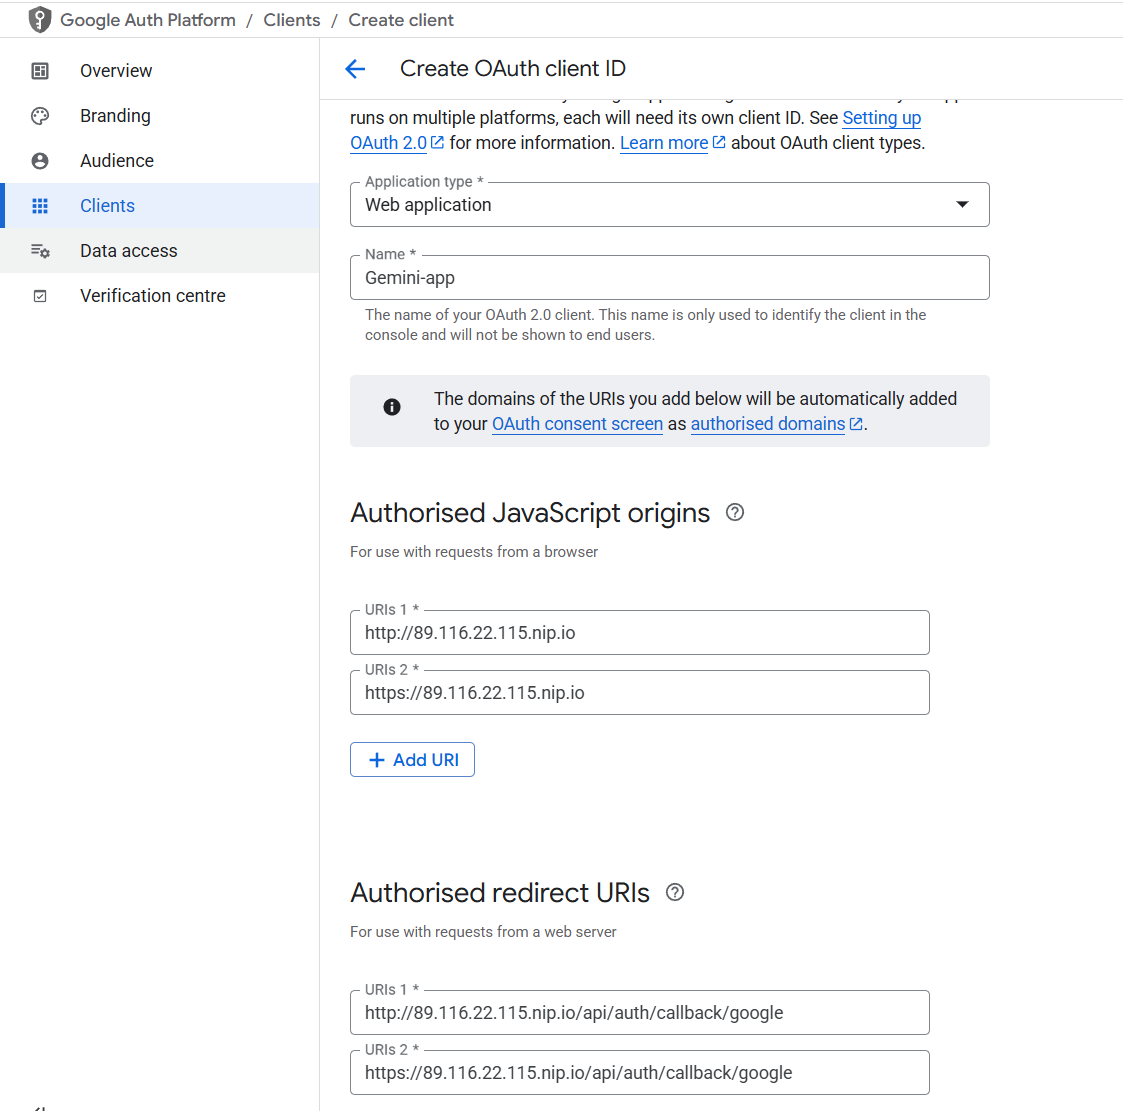 Google Auth Platform / Clients / Create client
Overview
Branding
Audience
Clients
Data access
Verification centre
Create OAuth client ID
runs on multiple platforms, each will need its own client ID. See Setting up
OAuth 2.0 for more information. Learn more about OAuth client types.
Application type *
Web application
Name *
Gemini-app
The name of your OAuth 2.0 client. This name is only used to identify the client in the
console and will not be shown to end users.
The domains of the URIs you add below will be automatically added
to your OAuth consent screen as authorised domains.
Authorised JavaScript origins
For use with requests from a browser
URIs 1 *
http://89.116.22.115.nip.io
URIs 2 *
https://89.116.22.115.nip.io
+ Add URI
Authorised redirect URIs
For use with requests from a web server
URIs 1 *
http://89.116.22.115.nip.io/api/auth/callback/google
URIs 2 *
https://89.116.22.115.nip.io/api/auth/callback/google